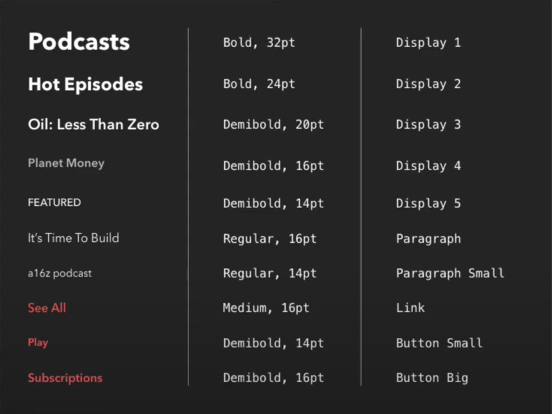 Podcasts Bold, 32pt Display 1
Hot Episodes Bold, 24pt Display 2
Oil: Less Than Zero Demibold, 20pt Display 3
Planet Money Demibold, 16pt Display 4
FEATURED Demibold, 14pt Display 5
It's Time To Build Regular, 16pt Paragraph
a16z podcast Regular, 14pt Paragraph Small
See All Medium, 16pt Link
Play Demibold, 14pt Button Small
Subscriptions Demibold, 16pt Button Big